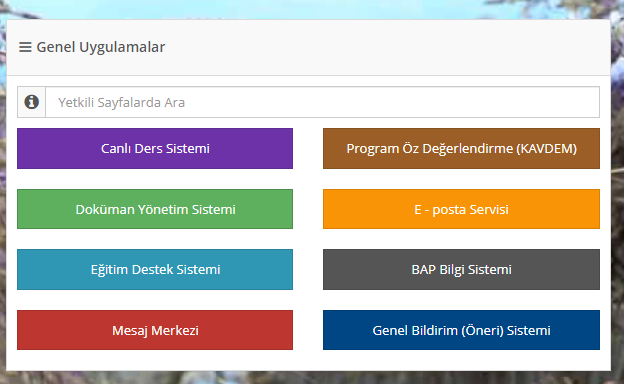 Genel Uygulamalar
Yetkili Sayfalarda Ara
Canlı Ders Sistemi
Program Öz Değerlendirme (KAVDEM)
Doküman Yönetim Sistemi
E - posta Servisi
Eğitim Destek Sistemi
BAP Bilgi Sistemi
Mesaj Merkezi
Genel Bildirim (Öneri) Sistemi